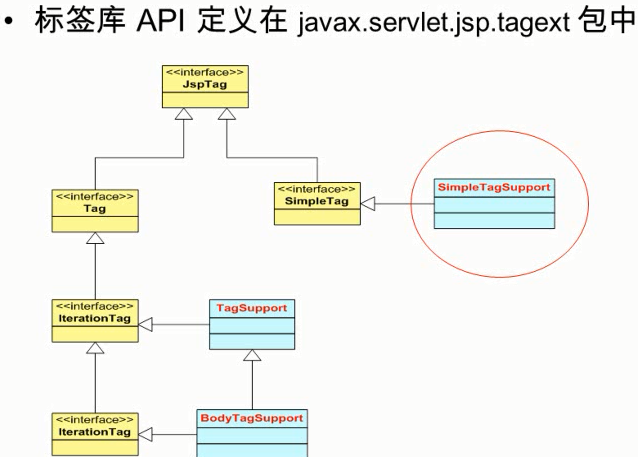 • 标签库 API 定义在 javax.servlet.jsp.tagext 包中
<<interface>>
JspTag
<<interface>>
SimpleTag
SimpleTagSupport
<<interface>>
Tag
<<interface>>
IterationTag
TagSupport
<<interface>>
IterationTag
BodyTagSupport